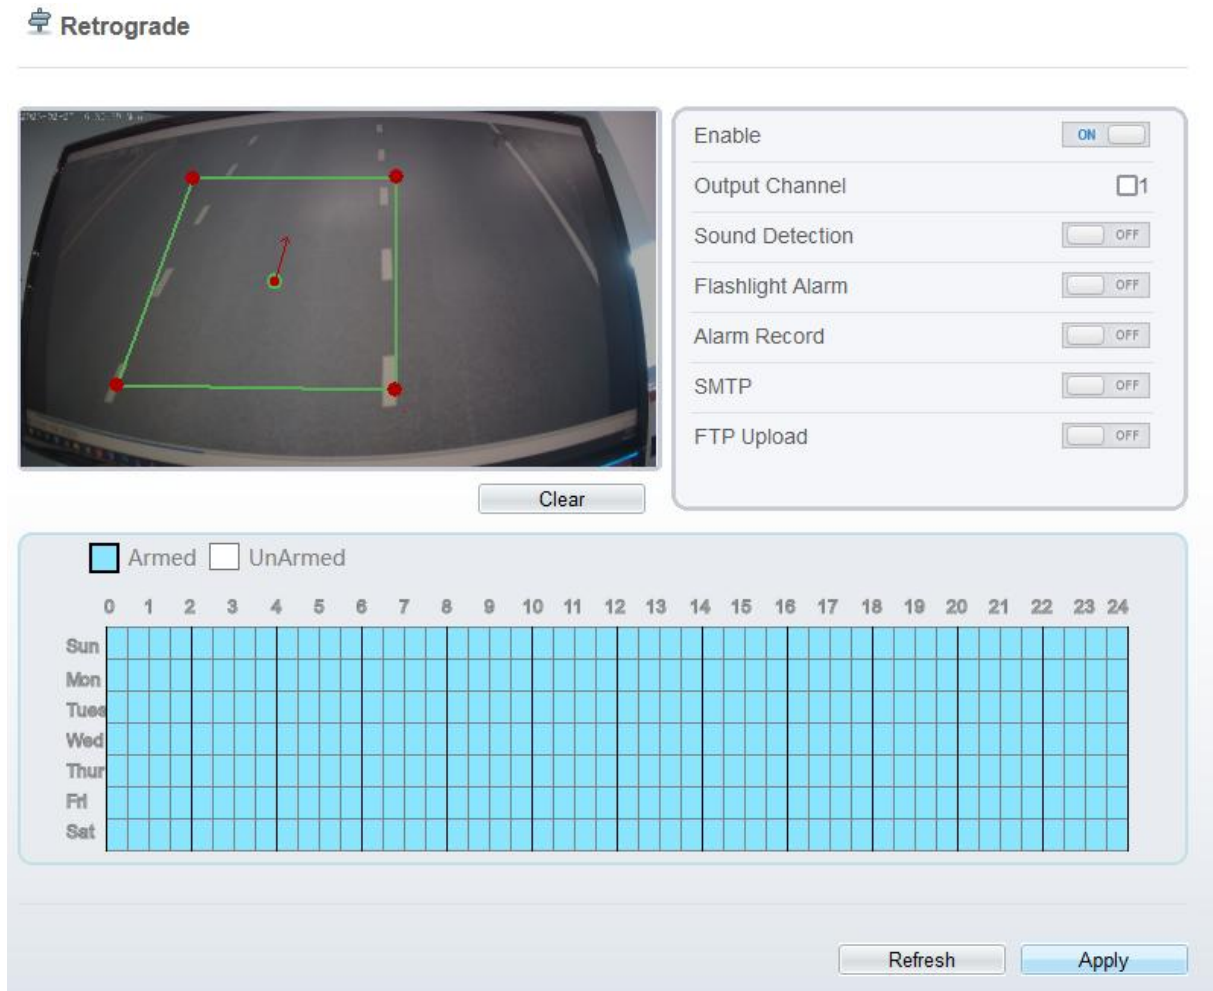 Retrograde
Enable ON
Output Channel 1
Sound Detection OFF
Flashlight Alarm OFF
Alarm Record OFF
SMTP OFF
FTP Upload OFF
Clear
Armed UnArmed
0 1 2 3 4 5 6 7 8 9 10 11 12 13 14 15 16 17 18 19 20 21 22 23 24
Sun
Mon
Tues
Wed
Thur
Fri
Sat
Refresh Apply